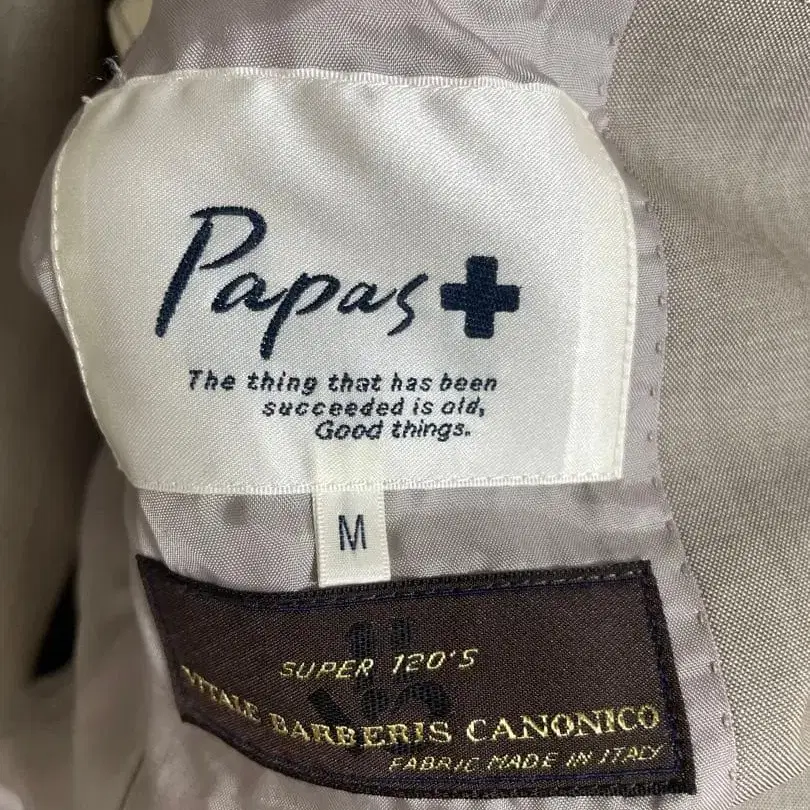 Papas+
The thing that has been
succeeded is old,
Good things.
M
SUPER 120'S
VITALE BARBERIS CANONICO
FABRIC MADE IN ITALY